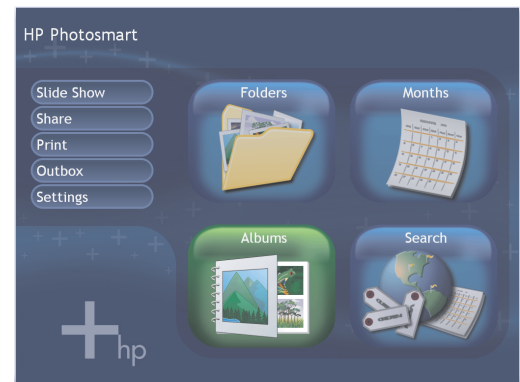 HP Photosmart
Slide Show
Share
Print
Outbox
Settings
Folders
Months
Albums
Search
hp